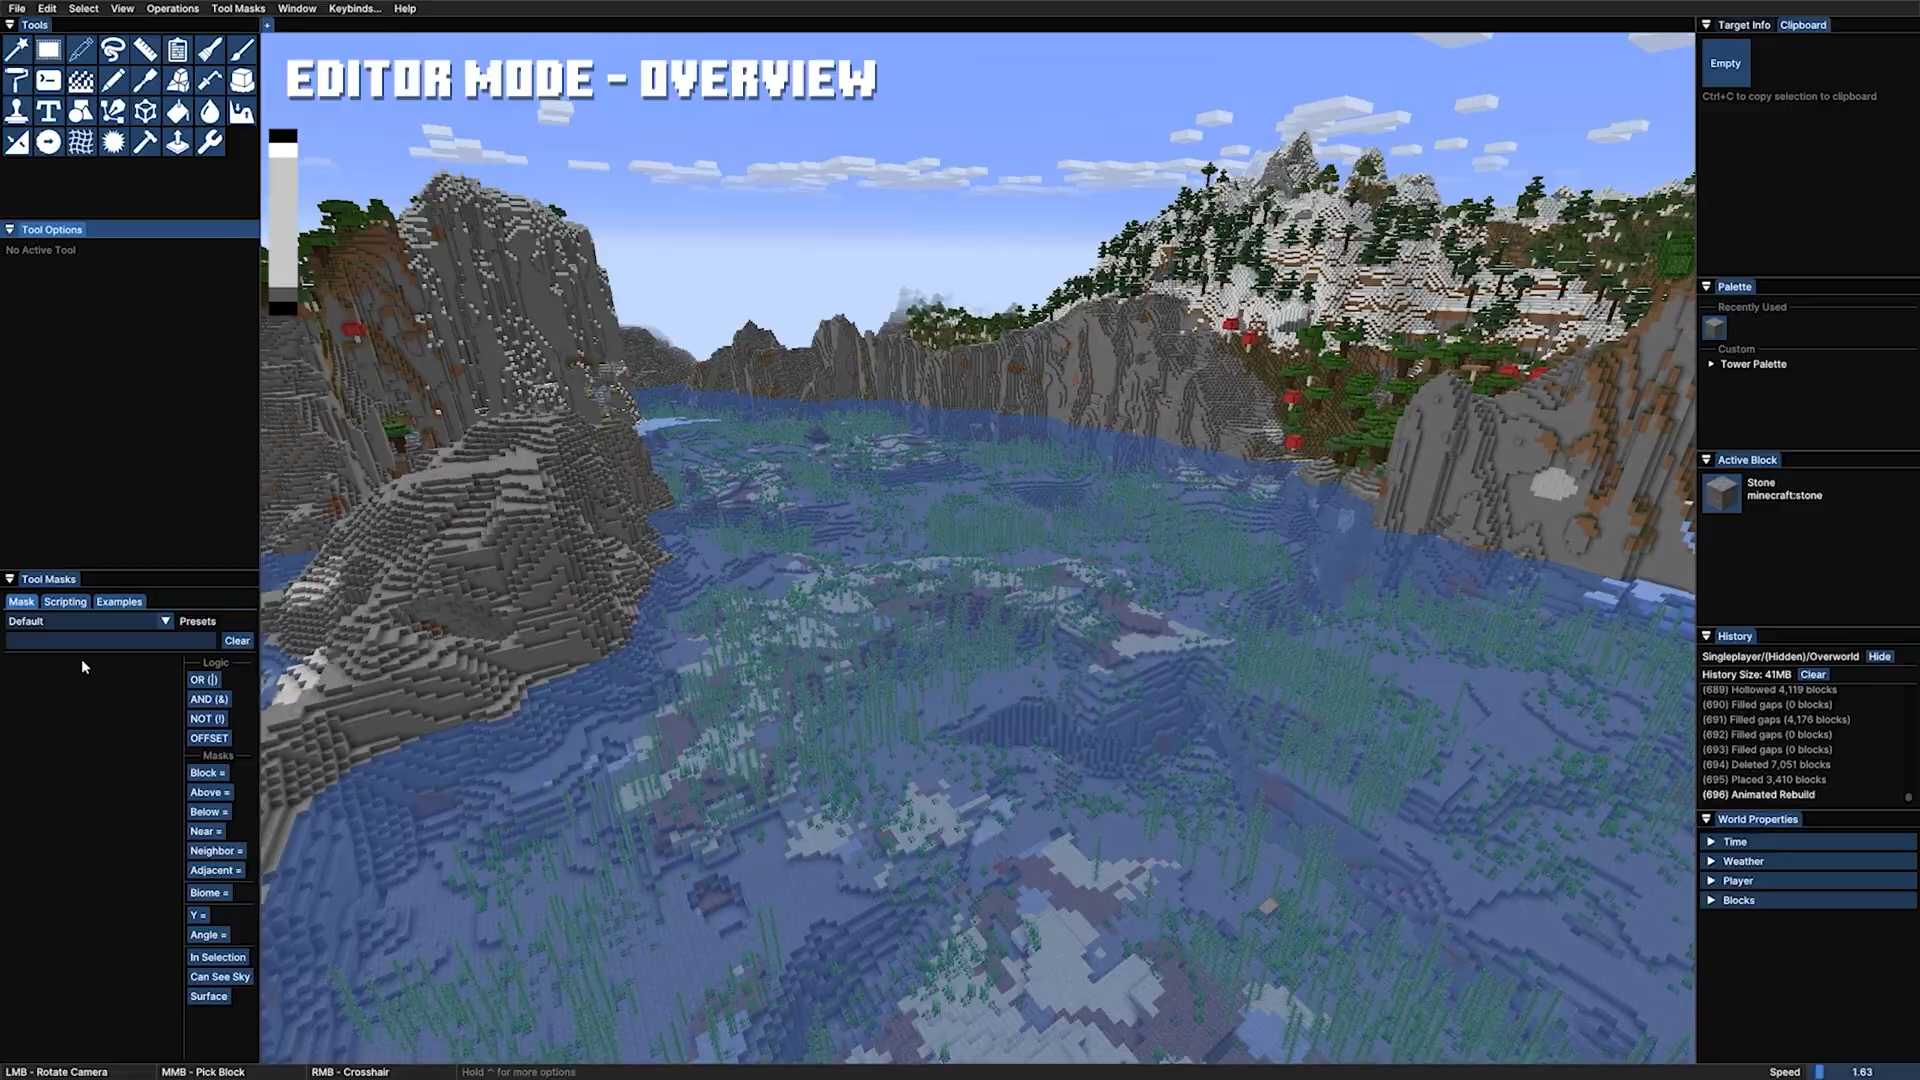 File Edit Select View Operations Tool Masks Window Keybinds... Help
Tools
+
Target Info Clipboard
EDITOR MODE - OVERVIEW
Empty
Ctrl+C to copy selection to clipboard
Tool Options
No Active Tool
Palette
Recently Used
Custom
Tower Palette
Active Block
Stone
minecraft:stone
Tool Masks
Mask Scripting Examples
Default Presets
Clear
Logic
OR (|)
AND (&)
NOT (!)
OFFSET
Masks
Block =
Above =
Below =
Near =
Neighbor =
Adjacent =
Biome =
Y =
Angle =
In Selection
Can See Sky
Surface
History
Singleplayer/(Hidden)/Overworld Hide
History Size: 41MB Clear
(689) Hollowed 4,119 blocks
(690) Filled gaps (0 blocks)
(691) Filled gaps (4,176 blocks)
(692) Filled gaps (0 blocks)
(693) Filled gaps (0 blocks)
(694) Deleted 7,051 blocks
(695) Placed 3,410 blocks
(696) Animated Rebuild
World Properties
Time
Weather
Player
Blocks
LMB - Rotate Camera MMB - Pick Block RMB - Crosshair Hold ^ for more options Speed 1.63